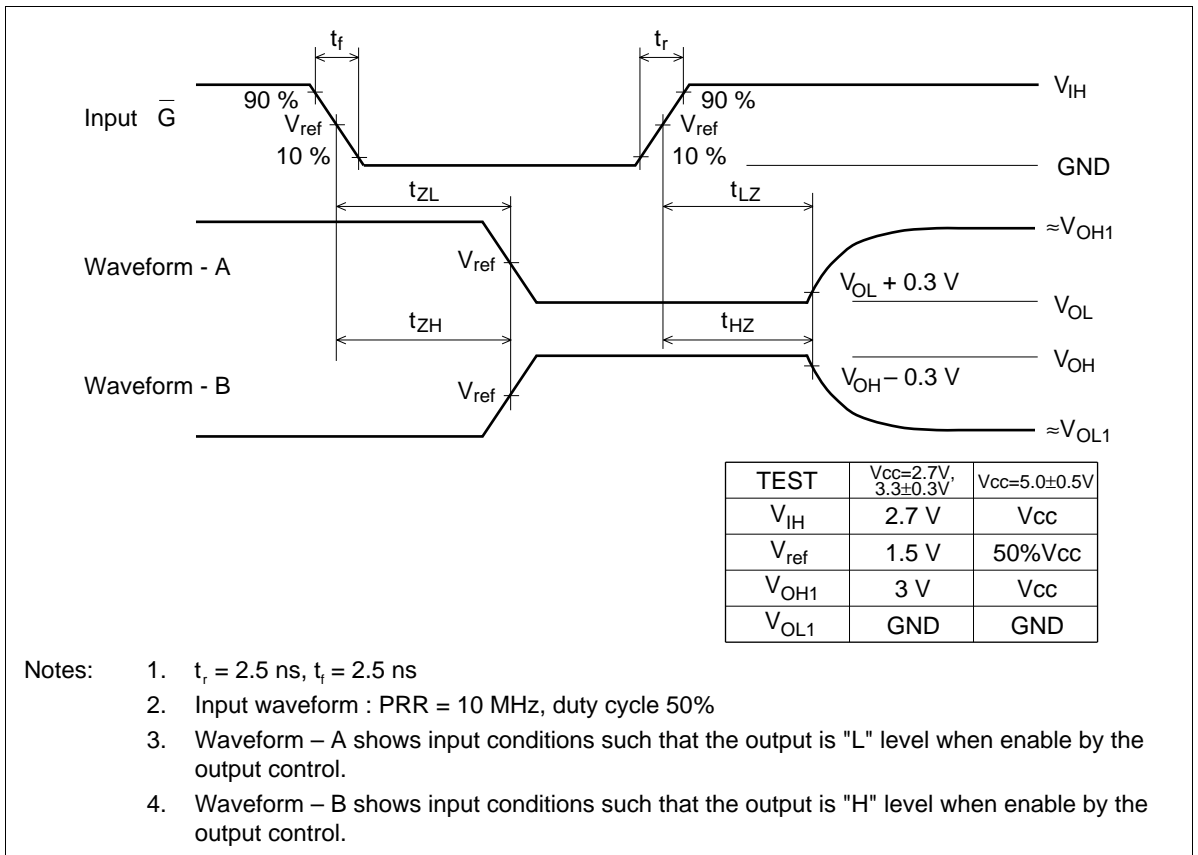 tf
tr
Input G̅
90 %
Vref
10 %
90 %
Vref
10 %
VIH
GND
tZL
tLZ
Waveform - A
Vref
VOL + 0.3 V
≈VOH1
VOL
tZH
tHZ
Waveform - B
Vref
VOH – 0.3 V
VOH
≈VOL1
TEST Vcc=2.7V, 3.3±0.3V Vcc=5.0±0.5V
VIH 2.7 V Vcc
Vref 1.5 V 50%Vcc
VOH1 3 V Vcc
VOL1 GND GND
Notes: 1. tr = 2.5 ns, tf = 2.5 ns
2. Input waveform : PRR = 10 MHz, duty cycle 50%
3. Waveform – A shows input conditions such that the output is "L" level when enable by the
output control.
4. Waveform – B shows input conditions such that the output is "H" level when enable by the
output control.